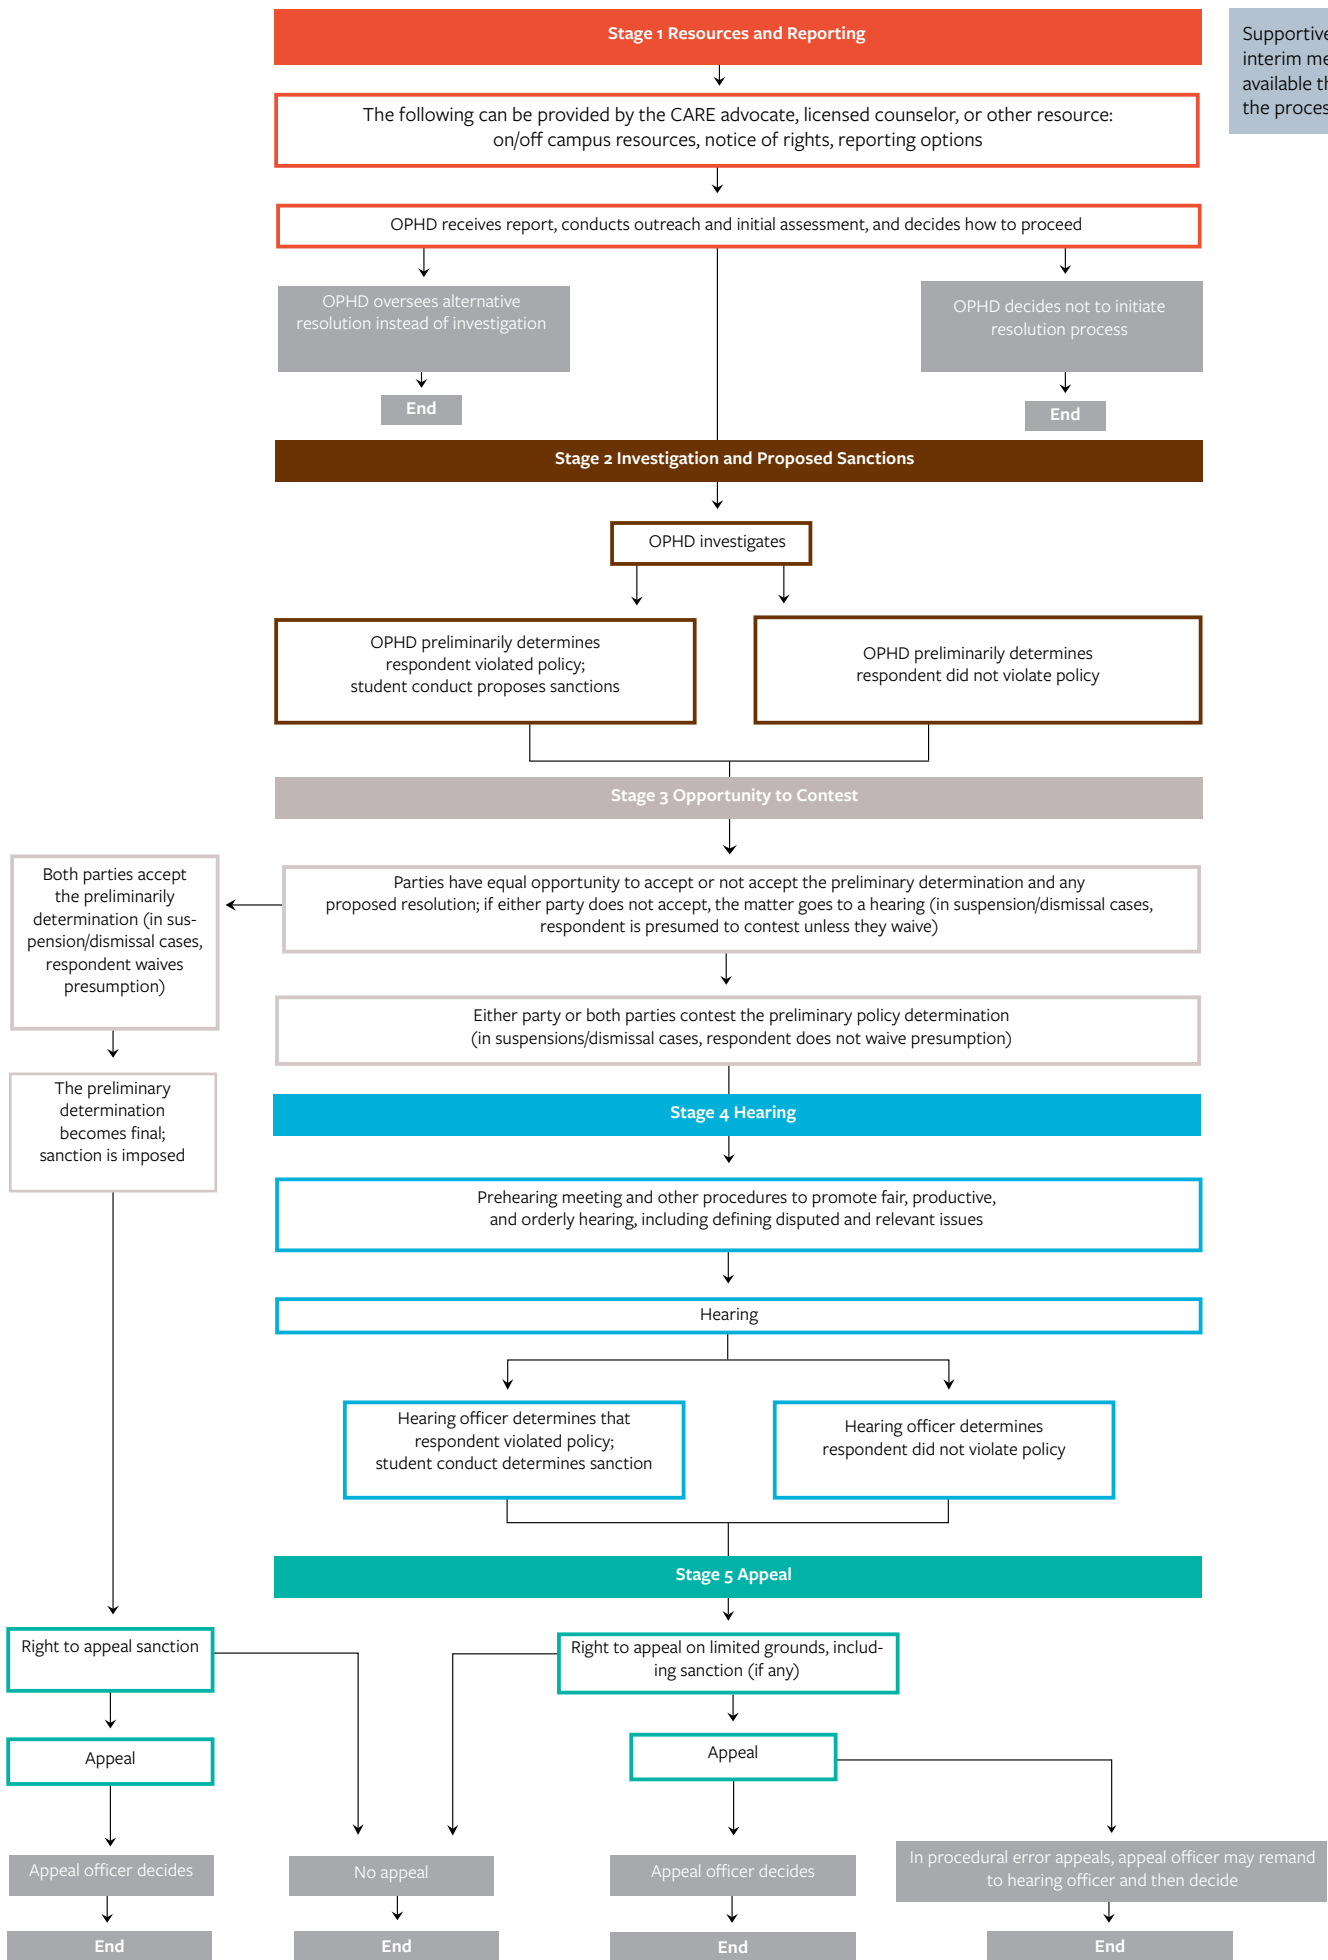 Stage 1 Resources and Reporting
Supportive
interim me
available th
the proces
The following can be provided by the CARE advocate, licensed counselor, or other resource:
on/off campus resources, notice of rights, reporting options
OPHD receives report, conducts outreach and initial assessment, and decides how to proceed
OPHD oversees alternative
resolution instead of investigation
OPHD decides not to initiate
resolution process
End
End
Stage 2 Investigation and Proposed Sanctions
OPHD investigates
OPHD preliminarily determines
respondent violated policy;
student conduct proposes sanctions
OPHD preliminarily determines
respondent did not violate policy
Stage 3 Opportunity to Contest
Both parties accept
the preliminarily
determination (in sus-
pension/dismissal cases,
respondent waives
presumption)
Parties have equal opportunity to accept or not accept the preliminary determination and any
proposed resolution; if either party does not accept, the matter goes to a hearing (in suspension/dismissal cases,
respondent is presumed to contest unless they waive)
Either party or both parties contest the preliminary policy determination
(in suspensions/dismissal cases, respondent does not waive presumption)
The preliminary
determination
becomes final;
sanction is imposed
Stage 4 Hearing
Prehearing meeting and other procedures to promote fair, productive,
and orderly hearing, including defining disputed and relevant issues
Hearing
Hearing officer determines that
respondent violated policy;
student conduct determines sanction
Hearing officer determines
respondent did not violate policy
Stage 5 Appeal
Right to appeal sanction
Right to appeal on limited grounds, includ-
ing sanction (if any)
Appeal
Appeal
Appeal officer decides
No appeal
Appeal officer decides
In procedural error appeals, appeal officer may remand
to hearing officer and then decide
End
End
End
End